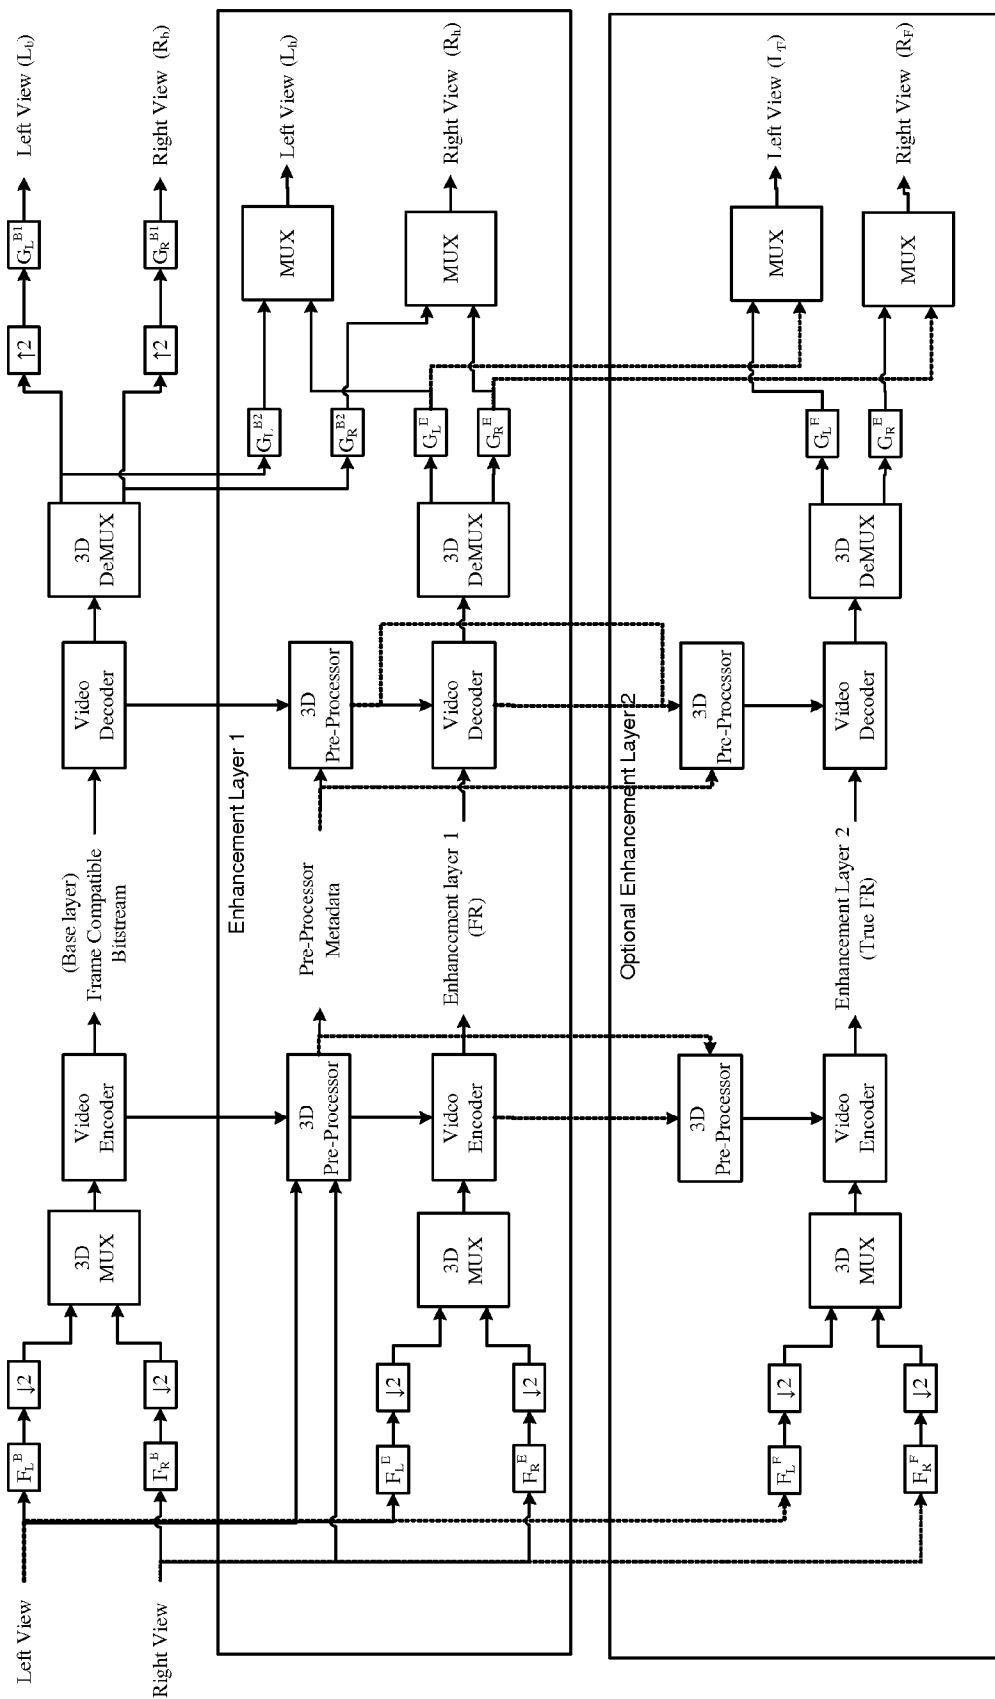 Left View
Right View
F_L^B
F_R^B
↓2
↓2
3D
MUX
Video
Encoder
(Base layer)
Frame Compatible
Bitstream
Video
Decoder
3D
DeMUX
↑2
↑2
G_L^B1
G_R^B1
Left View (L_b)
Right View (R_b)
Enhancement Layer 1
F_L^E
F_R^E
↓2
↓2
3D
MUX
3D
Pre-Processor
Video
Encoder
Pre-Processor
Metadata
Enhancement layer 1
(FR)
3D
Pre-Processor
Video
Decoder
3D
DeMUX
G_L^B2
G_R^B2
G_L^E
G_R^E
MUX
MUX
Left View (L_h)
Right View (R_h)
Optional Enhancement Layer 2
F_L^F
F_R^F
↓2
↓2
3D
MUX
3D
Pre-Processor
Video
Encoder
Enhancement Layer 2
(True FR)
3D
Pre-Processor
Video
Decoder
3D
DeMUX
G_L^E
G_R^E
MUX
MUX
Left View (L_F)
Right View (R_F)